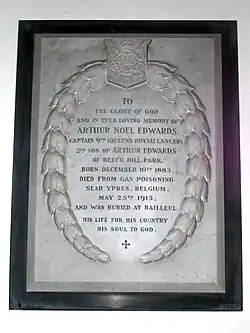 TO
THE GLORY OF GOD
AND IN EVER LOVING MEMORY OF
ARTHUR NOEL EDWARDS,
CAPTAIN 9TH (QUEENS ROYAL) LANCERS
2ND SON OF ARTHUR EDWARDS
OF BEECH HILL PARK.
BORN DECEMBER 10TH 1883.
DIED FROM GAS POISONING
NEAR YPRES, BELGIUM,
MAY 25TH 1915,
AND WAS BURIED AT BAILLEUL.
HIS LIFE FOR HIS COUNTRY
HIS SOUL TO GOD.